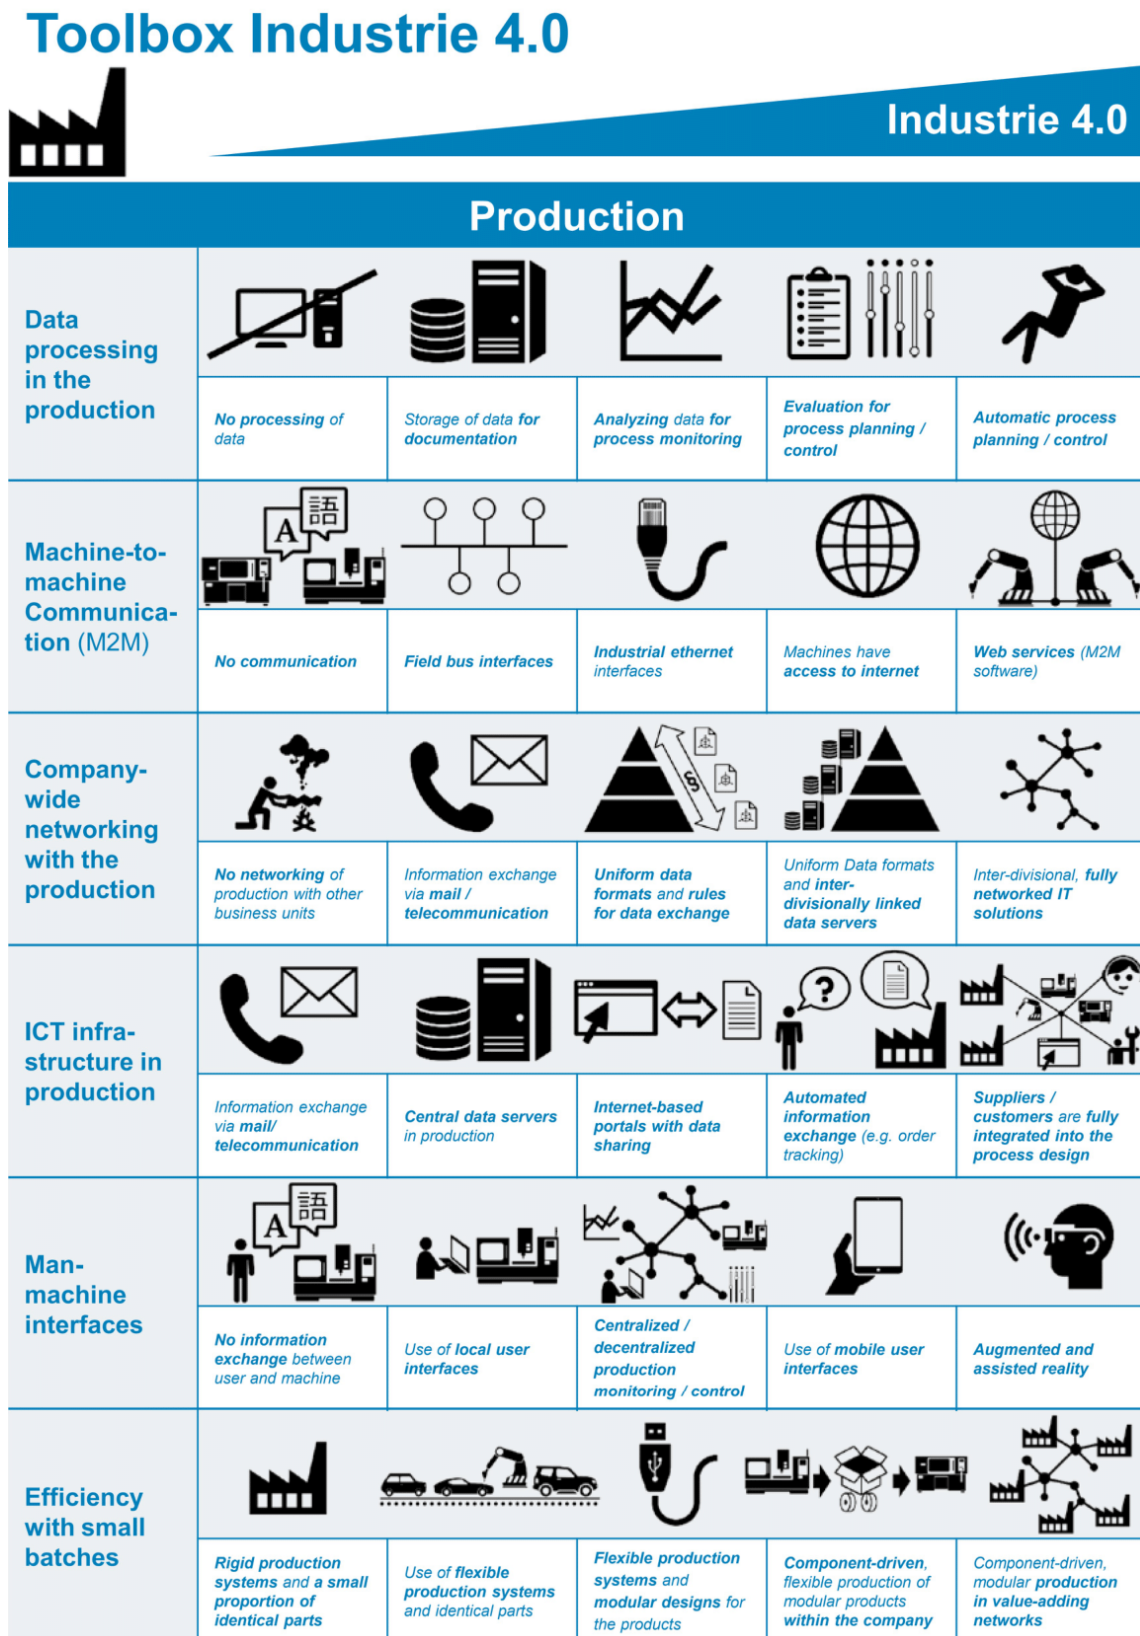 Toolbox Industrie 4.0
Industrie 4.0
Production
Data
processing
in the
production
No processing of
data
Storage of data for
documentation
Analyzing data for
process monitoring
Evaluation for
process planning /
control
Automatic process
planning / control
Machine-to-
machine
Communica-
tion (M2M)
A
語
No communication
Field bus interfaces
Industrial ethernet
interfaces
Machines have
access to internet
Web services (M2M
software)
Company-
wide
networking
with the
production
§
No networking of
production with other
business units
Information exchange
via mail /
telecommunication
Uniform data
formats and rules
for data exchange
Uniform Data formats
and inter-
divisionally linked
data servers
Inter-divisional, fully
networked IT
solutions
ICT infra-
structure in
production
?
Information exchange
via mail/
telecommunication
Central data servers
in production
Internet-based
portals with data
sharing
Automated
information
exchange (e.g. order
tracking)
Suppliers /
customers are fully
integrated into the
process design
Man-
machine
interfaces
A
語
No information
exchange between
user and machine
Use of local user
interfaces
Centralized /
decentralized
production
monitoring / control
Use of mobile user
interfaces
Augmented and
assisted reality
Efficiency
with small
batches
Rigid production
systems and a small
proportion of
identical parts
Use of flexible
production systems
and identical parts
Flexible production
systems and
modular designs for
the products
Component-driven,
flexible production of
modular products
within the company
Component-driven,
modular production
in value-adding
networks